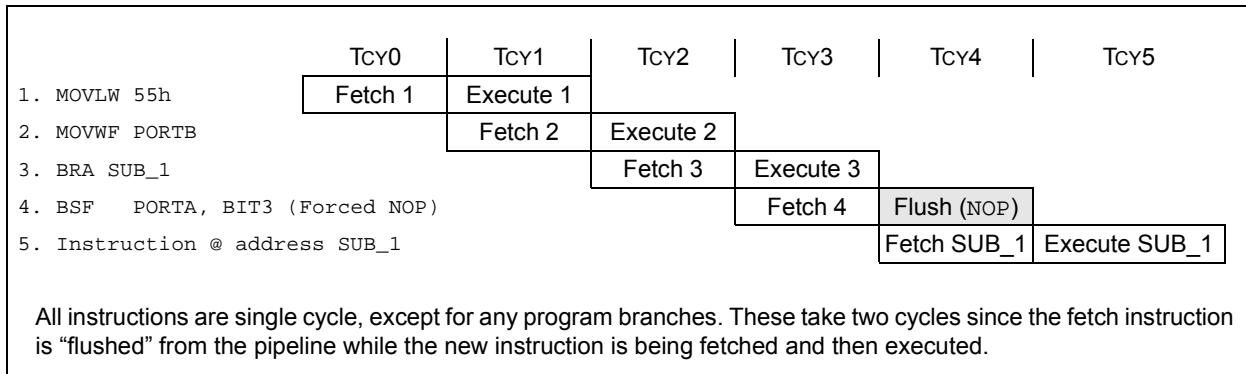 TCY0 TCY1 TCY2 TCY3 TCY4 TCY5
1. MOVLW 55h Fetch 1 Execute 1
2. MOVWF PORTB Fetch 2 Execute 2
3. BRA SUB_1 Fetch 3 Execute 3
4. BSF PORTA, BIT3 (Forced NOP) Fetch 4 Flush (NOP)
5. Instruction @ address SUB_1 Fetch SUB_1 Execute SUB_1
All instructions are single cycle, except for any program branches. These take two cycles since the fetch instruction
is “flushed” from the pipeline while the new instruction is being fetched and then executed.